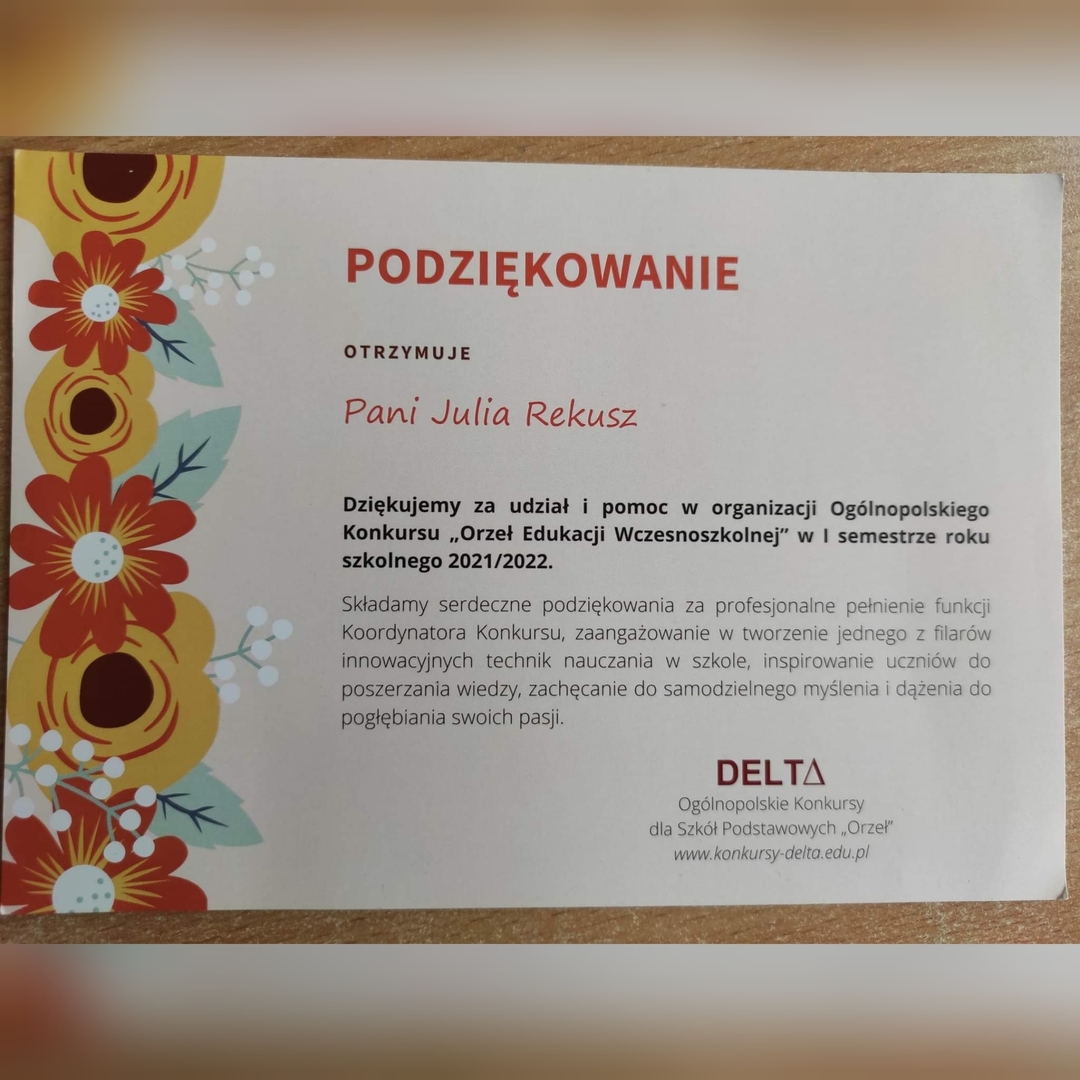 PODZIĘKOWANIE
OTRZYMUJE
Pani Julia Rekusz
Dziękujemy za udział i pomoc w organizacji Ogólnopolskiego
Konkursu „Orzeł Edukacji Wczesnoszkolnej” w I semestrze roku
szkolnego 2021/2022.
Składamy serdeczne podziękowania za profesjonalne pełnienie funkcji
Koordynatora Konkursu, zaangażowanie w tworzenie jednego z filarów
innowacyjnych technik nauczania w szkole, inspirowanie uczniów do
poszerzania wiedzy, zachęcanie do samodzielnego myślenia i dążenia do
pogłębiania swoich pasji.
DELTΔ
Ogólnopolskie Konkursy
dla Szkół Podstawowych „Orzeł”
www.konkursy-delta.edu.pl